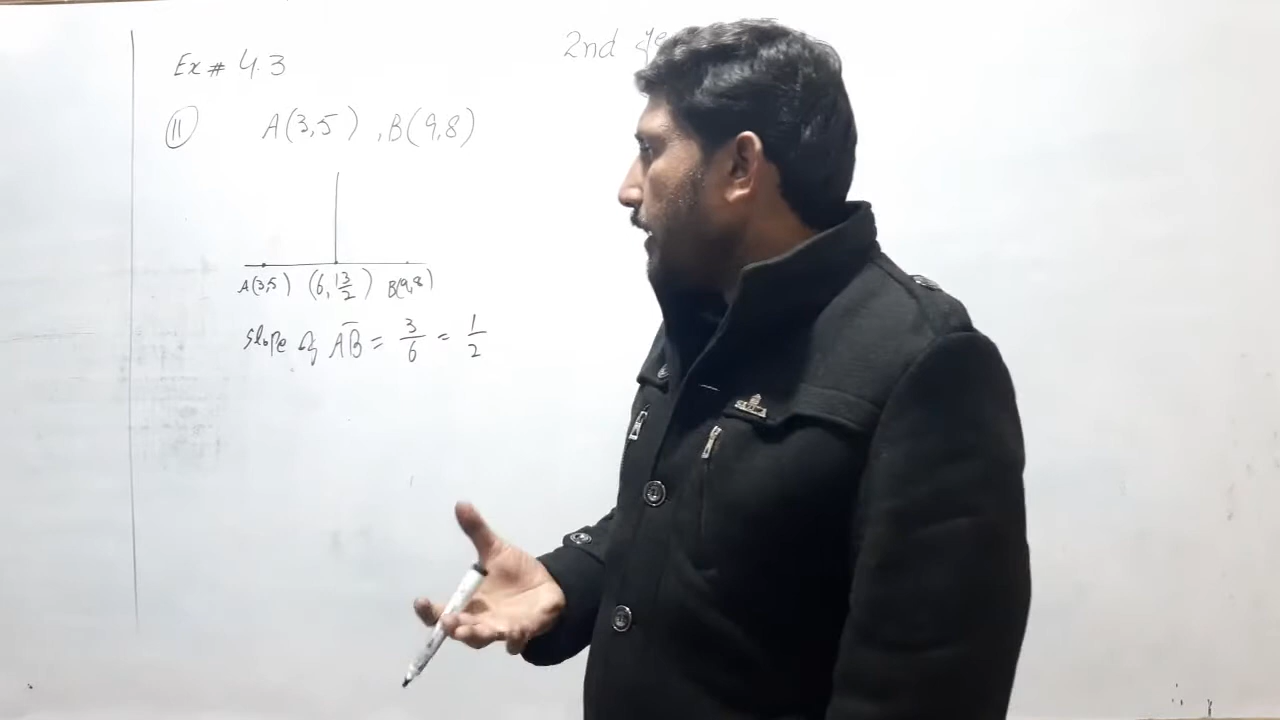 2nd Ye
Ex # 4.3
11 A(3,5) , B(9,8)
A(3,5) (6, 13/2) B(9,8)
Slope of AB̅ = 3/6 = 1/2